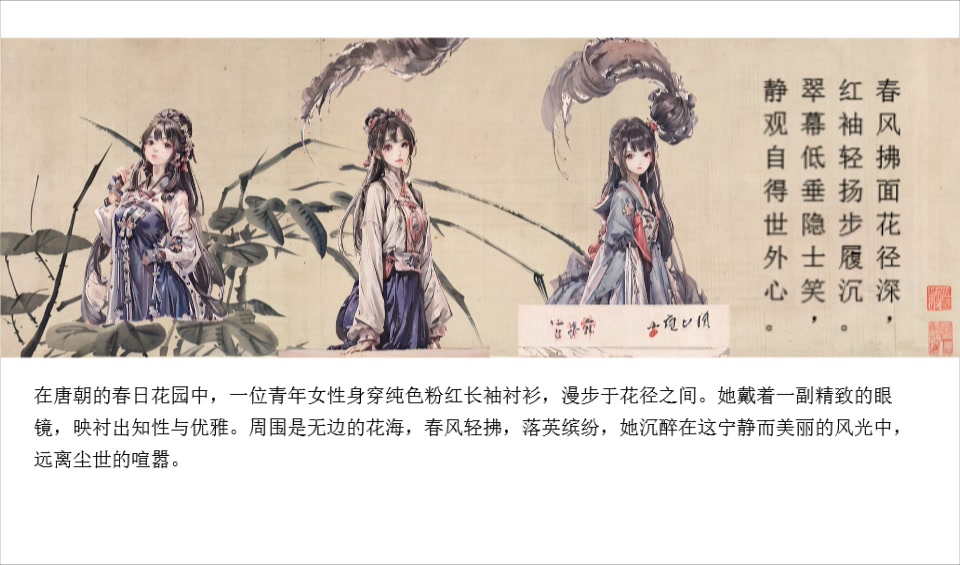 春风拂面花径深，
红袖轻扬步履沉。
翠幕低垂隐士笑，
静观自得世外心。
在唐朝的春日花园中，一位青年女性身穿纯色粉红长袖衬衫，漫步于花径之间。她戴着一副精致的眼
镜，映衬出知性与优雅。周围是无边的花海，春风轻拂，落英缤纷，她沉醉在这宁静而美丽的风光中，
远离尘世的喧嚣。